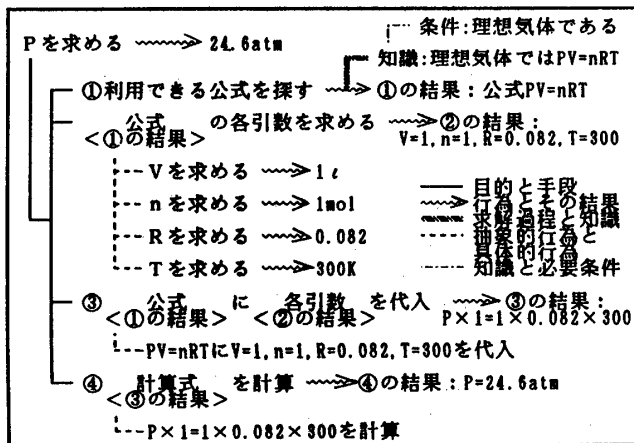 条件:理想気体である
Pを求める 24.6atm
知識:理想気体ではPV=nRT
①利用できる公式を探す ①の結果:公式PV=nRT
公式 の各引数を求める ②の結果:
<①の結果> V=1,n=1,R=0.082,T=300
Vを求める 1ℓ
nを求める 1mol
Rを求める 0.082
Tを求める 300K
目的と手段
行為とその結果
求解過程と知識
抽象的行為と
具体的行為
知識と必要条件
③ 公式 に 各引数 を代入 ③の結果:
<①の結果> <②の結果> P×1=1×0.082×300
PV=nRTにV=1,n=1,R=0.082,T=300を代入
④ 計算式 を計算 ④の結果:P=24.6atm
<③の結果>
P×1=1×0.082×300を計算